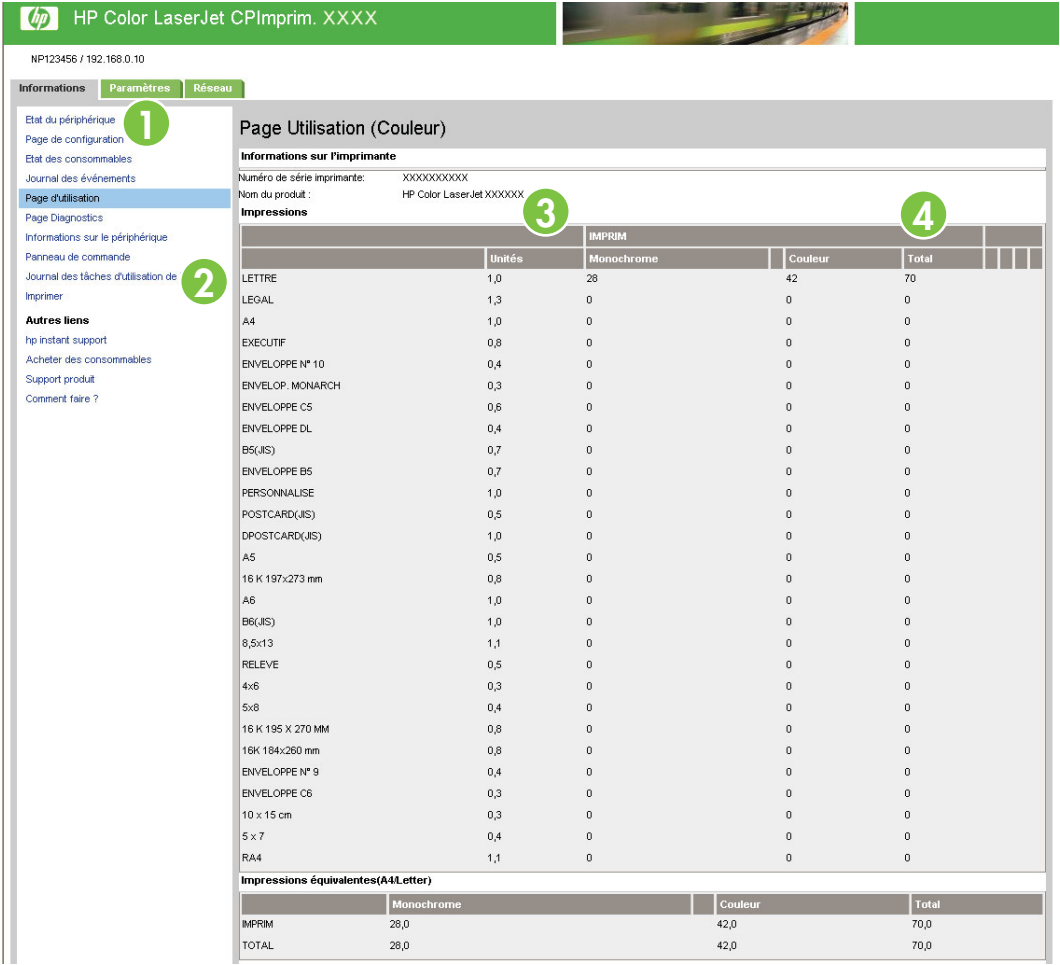 hp HP Color LaserJet CPImprim. XXXX
NP123456 / 192.168.0.10
Informations Paramètres Réseau
Etat du périphérique
Page de configuration
Etat des consommables
Journal des événements
Page d'utilisation
Page Diagnostics
Informations sur le périphérique
Panneau de commande
Journal des tâches d'utilisation de
Imprimer
Autres liens
hp instant support
Acheter des consommables
Support produit
Comment faire ?
1
2
3
4
Page Utilisation (Couleur)
Informations sur l'imprimante
Numéro de série imprimante: XXXXXXXXXX
Nom du produit : HP Color LaserJet XXXXXX
Impressions
IMPRIM
Unités Monochrome Couleur Total
LETTRE 1,0 28 42 70
LEGAL 1,3 0 0 0
A4 1,0 0 0 0
EXECUTIF 0,8 0 0 0
ENVELOPPE N° 10 0,4 0 0 0
ENVELOP. MONARCH 0,3 0 0 0
ENVELOPPE C5 0,6 0 0 0
ENVELOPPE DL 0,4 0 0 0
B5(JIS) 0,7 0 0 0
ENVELOPPE B5 0,7 0 0 0
PERSONNALISE 1,0 0 0 0
POSTCARD(JIS) 0,5 0 0 0
DPOSTCARD(JIS) 1,0 0 0 0
A5 0,5 0 0 0
16 K 197x273 mm 0,8 0 0 0
A6 1,0 0 0 0
B6(JIS) 1,0 0 0 0
8,5x13 1,1 0 0 0
RELEVE 0,5 0 0 0
4x6 0,3 0 0 0
5x8 0,4 0 0 0
16 K 195 X 270 MM 0,8 0 0 0
16K 184x260 mm 0,8 0 0 0
ENVELOPPE N° 9 0,4 0 0 0
ENVELOPPE C6 0,3 0 0 0
10 x 15 cm 0,3 0 0 0
5 x 7 0,4 0 0 0
RA4 1,1 0 0 0
Impressions équivalentes(A4/Letter)
Monochrome Couleur Total
IMPRIM 28,0 42,0 70,0
TOTAL 28,0 42,0 70,0